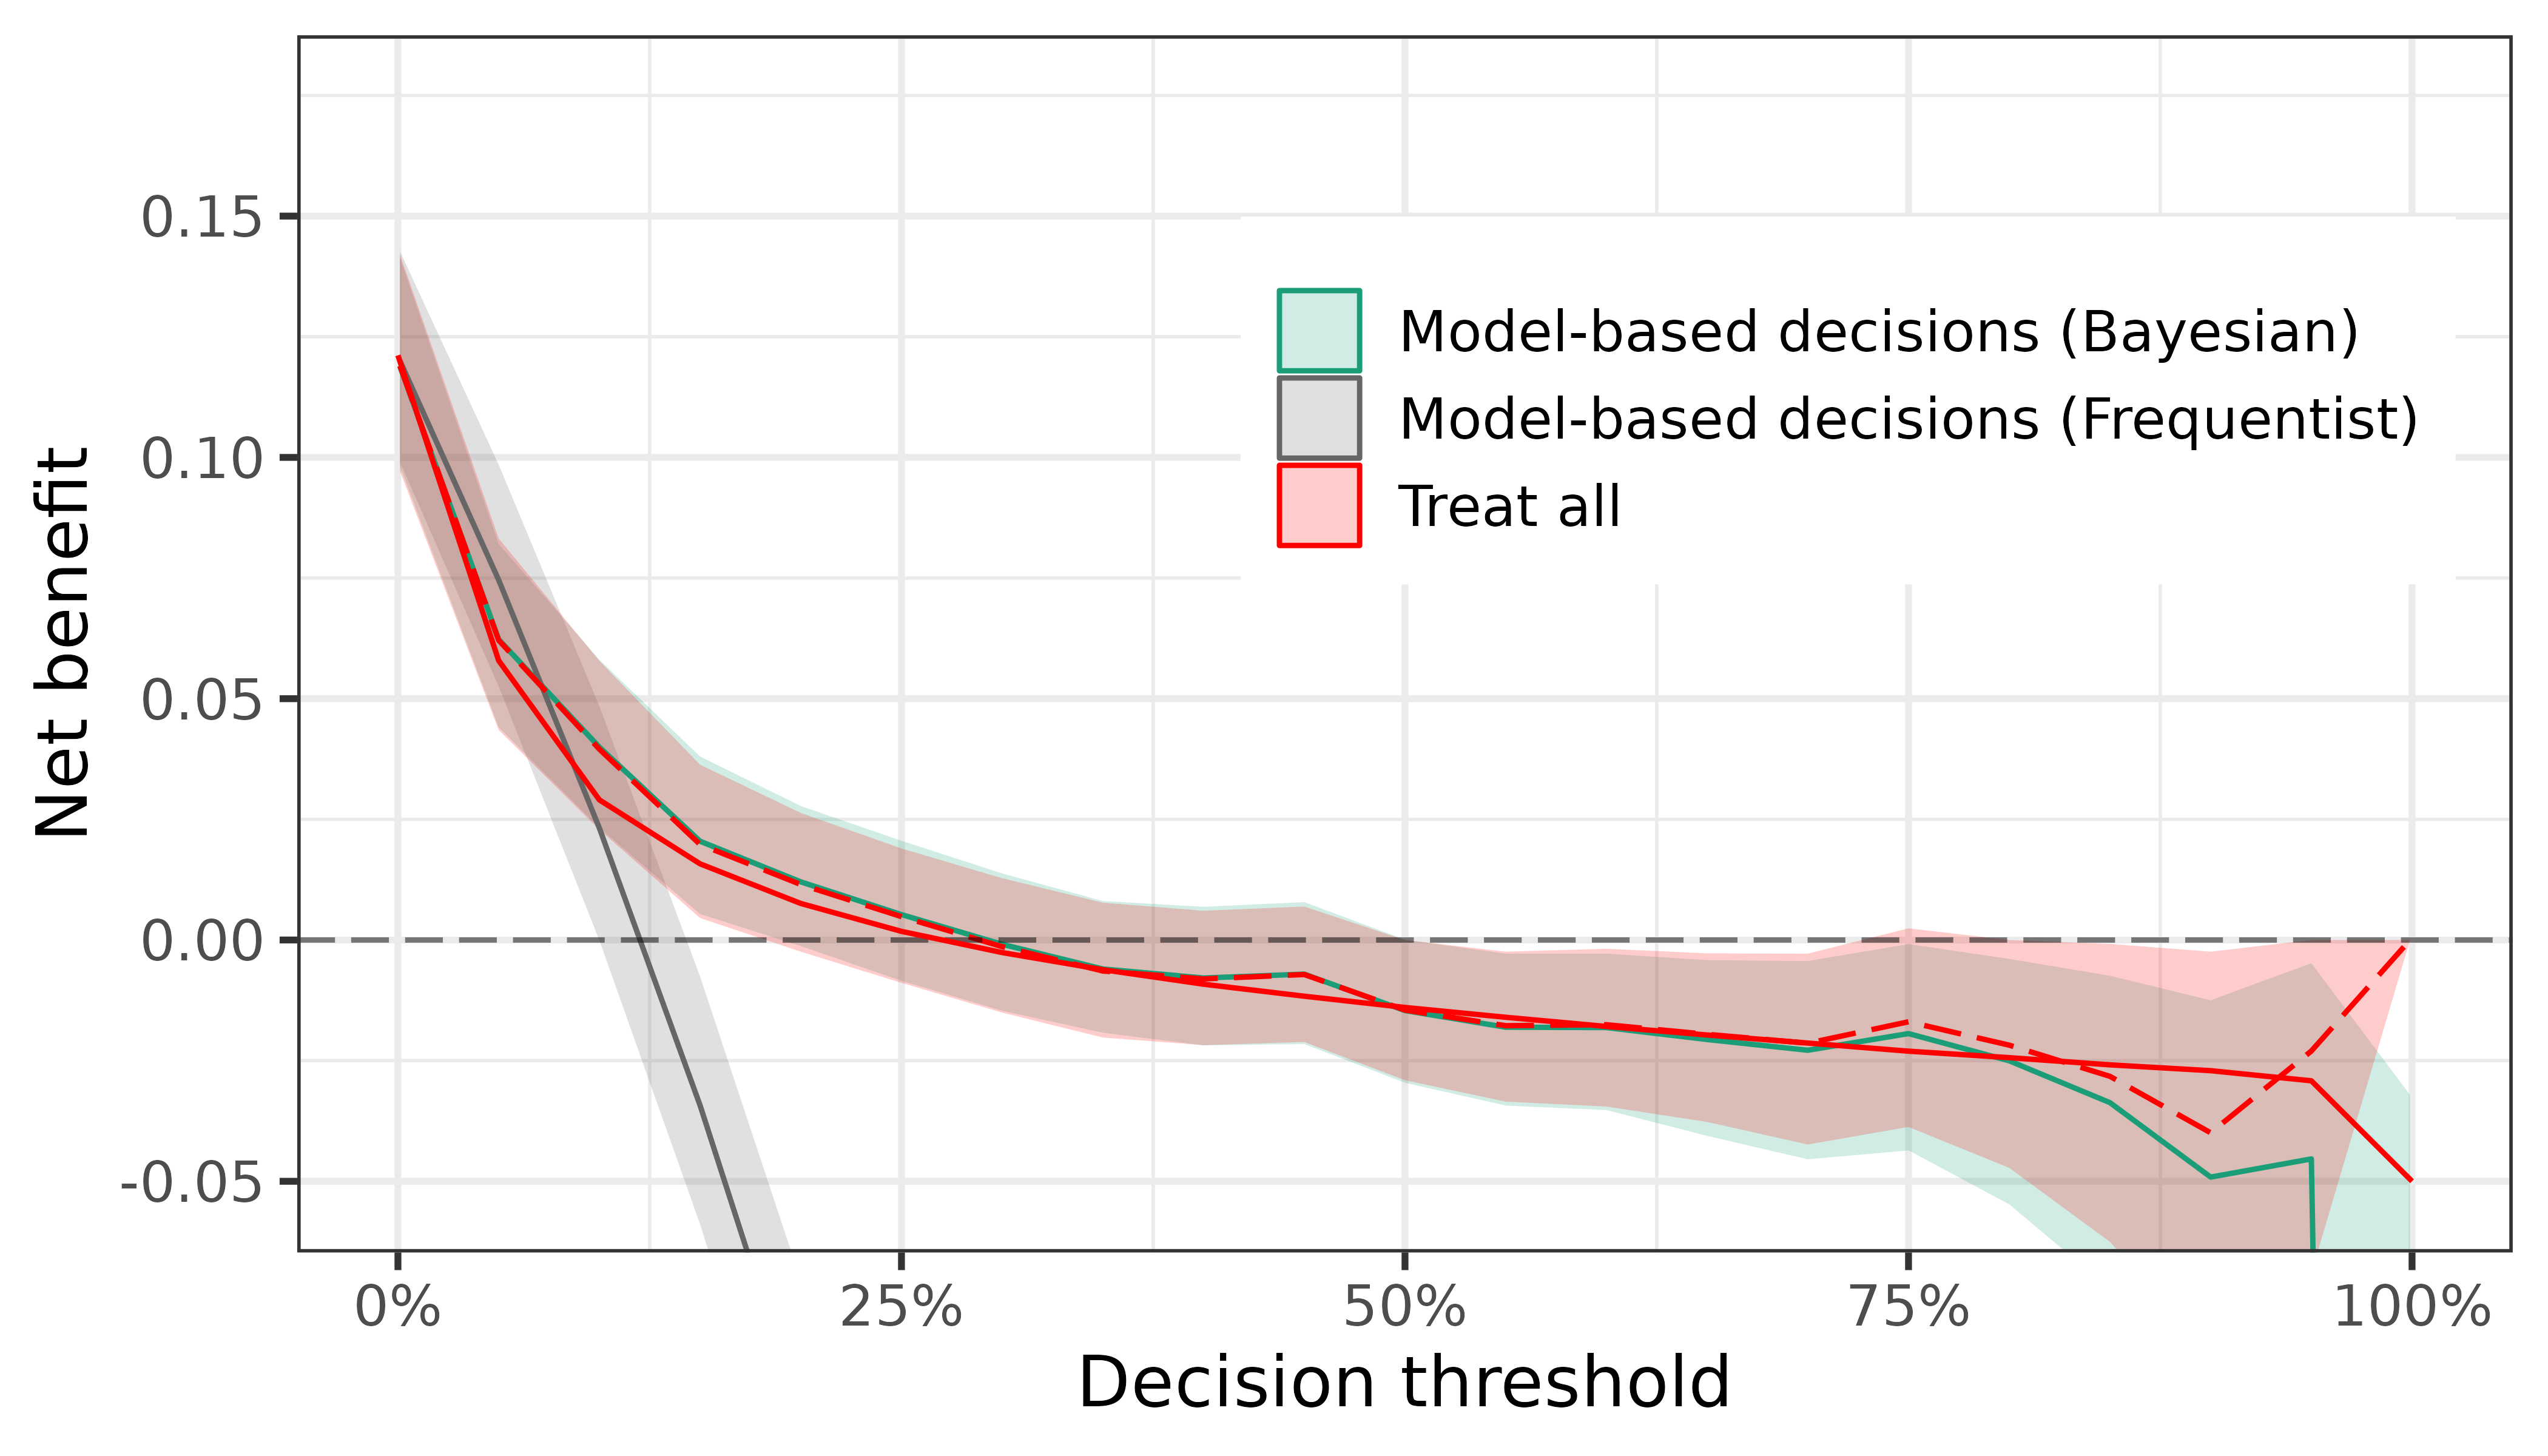 Net benefit
0.15
0.10
0.05
0.00
-0.05
Model-based decisions (Bayesian)
Model-based decisions (Frequentist)
Treat all
0% 25% 50% 75% 100%
Decision threshold